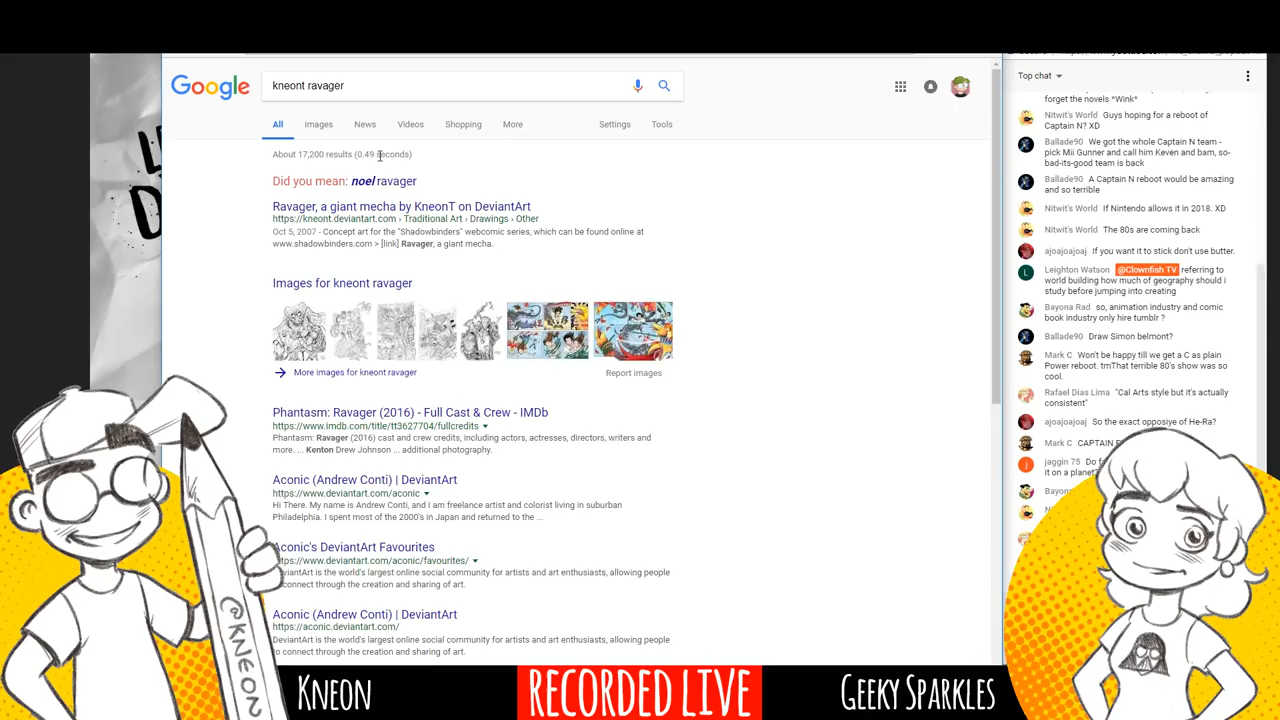 Google
kneont ravager
All
Images
News
Videos
Shopping
More
Settings
Tools
About 17,200 results (0.49 seconds)
Did you mean: noel ravager
Ravager, a giant mecha by KneonT on DeviantArt
https://kneont.deviantart.com › Traditional Art › Drawings › Other
Oct 5, 2007 - Concept art for the "Shadowbinders" webcomic series, which can be found online at
www.shadowbinders.com > [link] Ravager, a giant mecha.
Images for kneont ravager
More images for kneont ravager
Report images
Phantasm: Ravager (2016) - Full Cast & Crew - IMDb
https://www.imdb.com/title/tt3627704/fullcredits
Phantasm: Ravager (2016) cast and crew credits, including actors, actresses, directors, writers and
more. ... Kenton Drew Johnson ... additional photography.
Aconic (Andrew Conti) | DeviantArt
https://www.deviantart.com/aconic
Hi There. My name is Andrew Conti, and I am freelance artist and colorist living in suburban
Philadelphia. I spent most of the 2000's in Japan and returned to the ...
Aconic's DeviantArt Favourites
ttps://www.deviantart.com/aconic/favourites/
viantArt is the world's largest online social community for artists and art enthusiasts, allowing people
connect through the creation and sharing of art.
Aconic (Andrew Conti) | DeviantArt
https://aconic.deviantart.com/
DeviantArt is the world's largest online social community for artists and art enthusiasts, allowing people
to connect through the creation and sharing of art.
Top chat
forget the novels *Wink*
Nitwit's World Guys hoping for a reboot of
Captain N? XD
Ballade90 We got the whole Captain N team -
pick Mii Gunner and call him Keven and bam, so-
bad-its-good team is back
Ballade90 A Captain N reboot would be amazing
and so terrible
Nitwit's World If Nintendo allows it in 2018. XD
Nitwit's World The 80s are coming back
ajoajoajoaj If you want it to stick don't use butter.
Leighton Watson @Clownfish TV referring to
world building how much of geography should i
study before jumping into creating
Bayona Rad so, animation industry and comic
book industry only hire tumblr ?
Ballade90 Draw Simon belmont?
Mark C Won't be happy till we get a C as plain
Power reboot. tmThat terrible 80's show was so
cool.
Rafael Dias Lima "Cal Arts style but it's actually
consistent"
ajoajoajoaj So the exact opposiye of He-Ra?
Mark C CAPTAIN
jaggin 75 Do
it on a planet?
@KNEON
Kneon
RECORDED LIVE
Geeky Sparkles